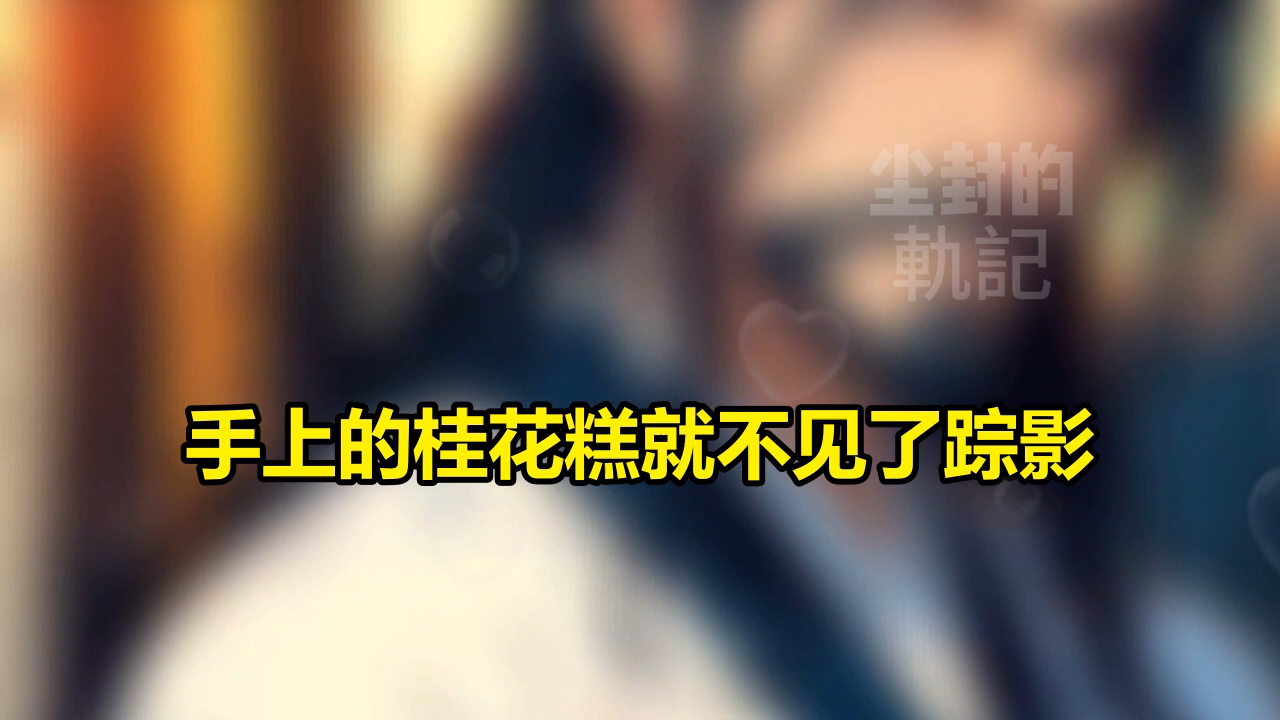 尘封的
軌記
手上的桂花糕就不见了踪影